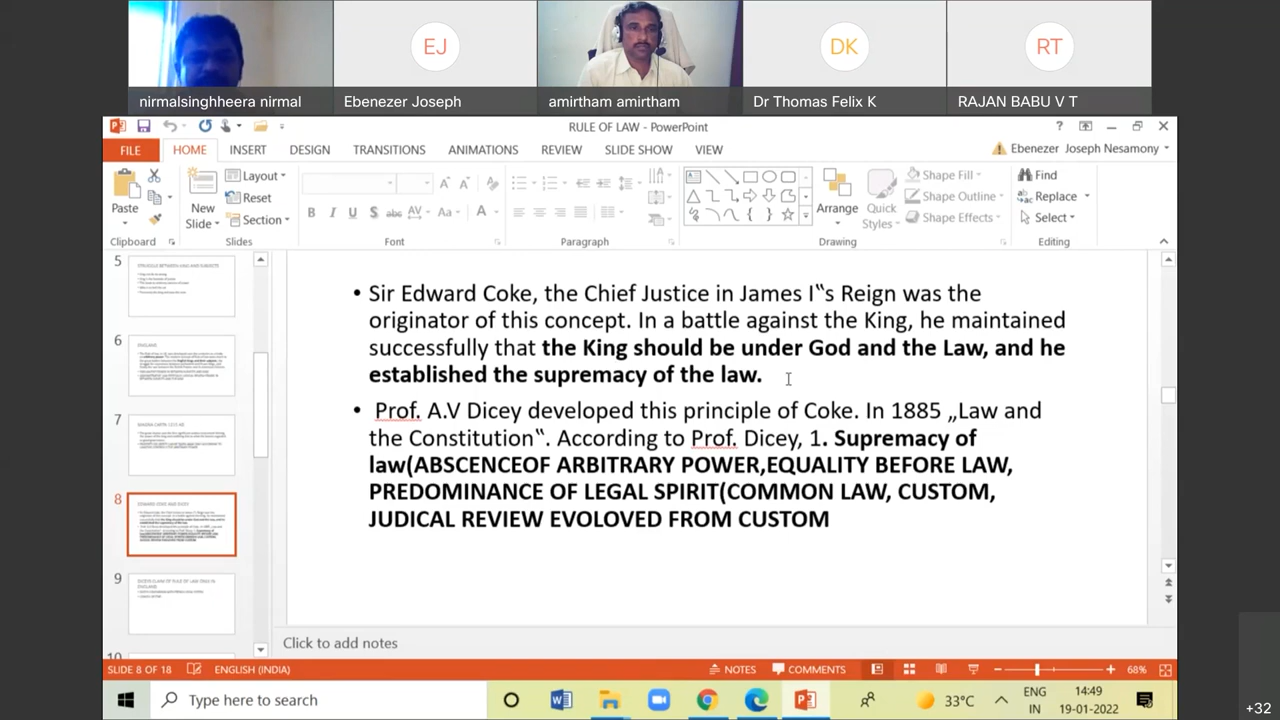 EJ
DK
RT
nirmalsinghheera nirmal
Ebenezer Joseph
amirtham amirtham
Dr Thomas Felix K
RAJAN BABU V T
RULE OF LAW - PowerPoint
?
FILE
HOME
INSERT
DESIGN
TRANSITIONS
ANIMATIONS
REVIEW
SLIDE SHOW
VIEW
Ebenezer Joseph Nesamony
Paste
New
Slide
Layout
Reset
Section
Arrange
Quick
Styles
Shape Fill
Shape Outline
Shape Effects
Find
Replace
Select
Clipboard
Slides
Font
Paragraph
Drawing
Editing
5
6
7
8
9
10
• Sir Edward Coke, the Chief Justice in James I‟s Reign was the
originator of this concept. In a battle against the King, he maintained
successfully that the King should be under God and the Law, and he
established the supremacy of the law.
• Prof. A.V Dicey developed this principle of Coke. In 1885 „Law and
the Constitution‟. According to Prof. Dicey, 1. Supremacy of
law(ABSCENCEOF ARBITRARY POWER,EQUALITY BEFORE LAW,
PREDOMINANCE OF LEGAL SPIRIT(COMMON LAW, CUSTOM,
JUDICAL REVIEW EVOLOVED FROM CUSTOM
Click to add notes
SLIDE 8 OF 18
ENGLISH (INDIA)
NOTES
COMMENTS
68%
Type here to search
33°C
ENG
IN
14:49
19-01-2022
+32